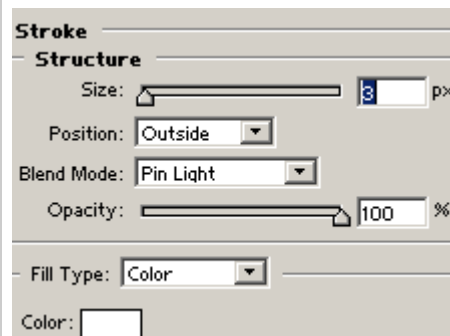 Stroke
Structure
Size: 3 px
Position: Outside
Blend Mode: Pin Light
Opacity: 100 %
Fill Type: Color
Color: